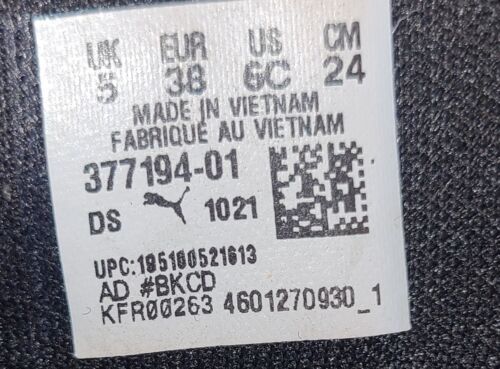 UK EUR US CM
5 38 6C 24
MADE IN VIETNAM
FABRIQUE AU VIETNAM
377194-01
DS 1021
UPC:195100521613
AD #BKCD
KFR00263 4601270930_1